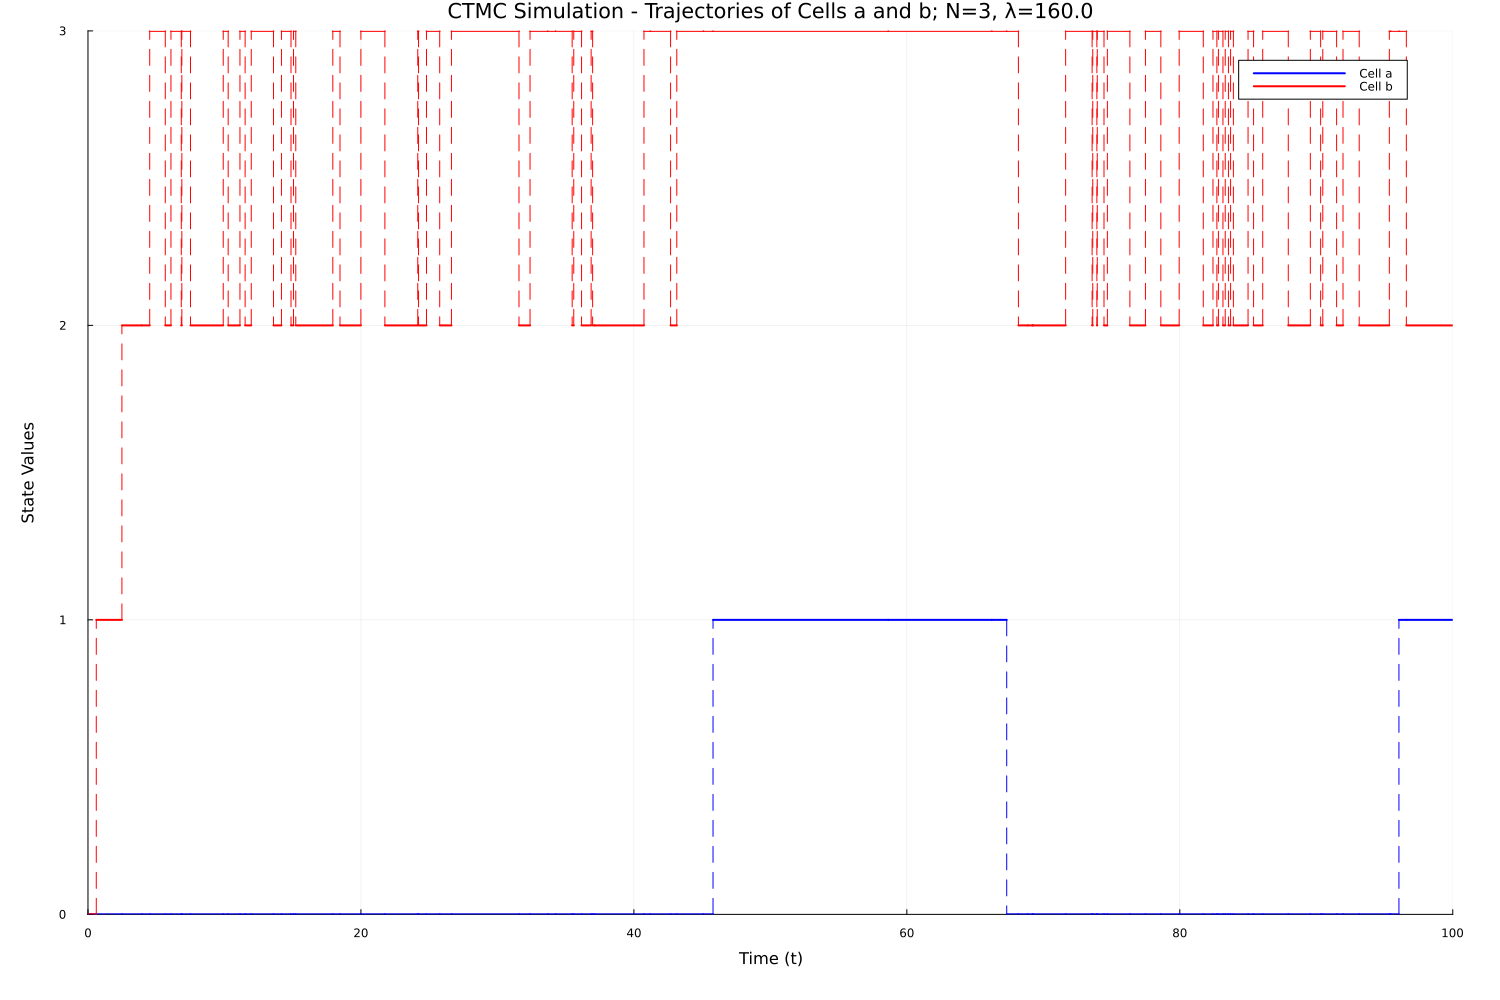 CTMC Simulation - Trajectories of Cells a and b; N=3, λ=160.0
3
Cell a
Cell b
2
State Values
1
0
0 20 40 60 80 100
Time (t)